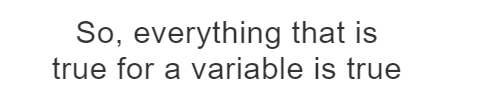 So, everything that is
true for a variable is true